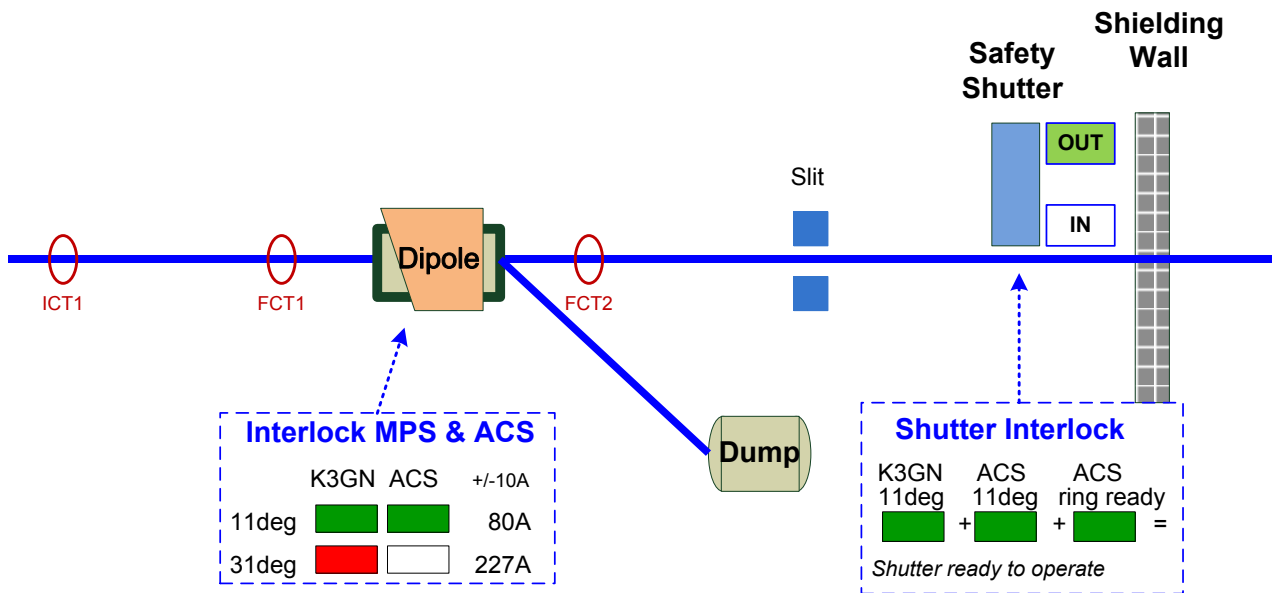 Shielding
Wall
Safety
Shutter
OUT
IN
Slit
Dipole
ICT1
FCT1
FCT2
Dump
Interlock MPS & ACS
K3GN ACS +/-10A
11deg 80A
31deg 227A
Shutter Interlock
K3GN ACS ACS
11deg 11deg ring ready
+ + =
Shutter ready to operate